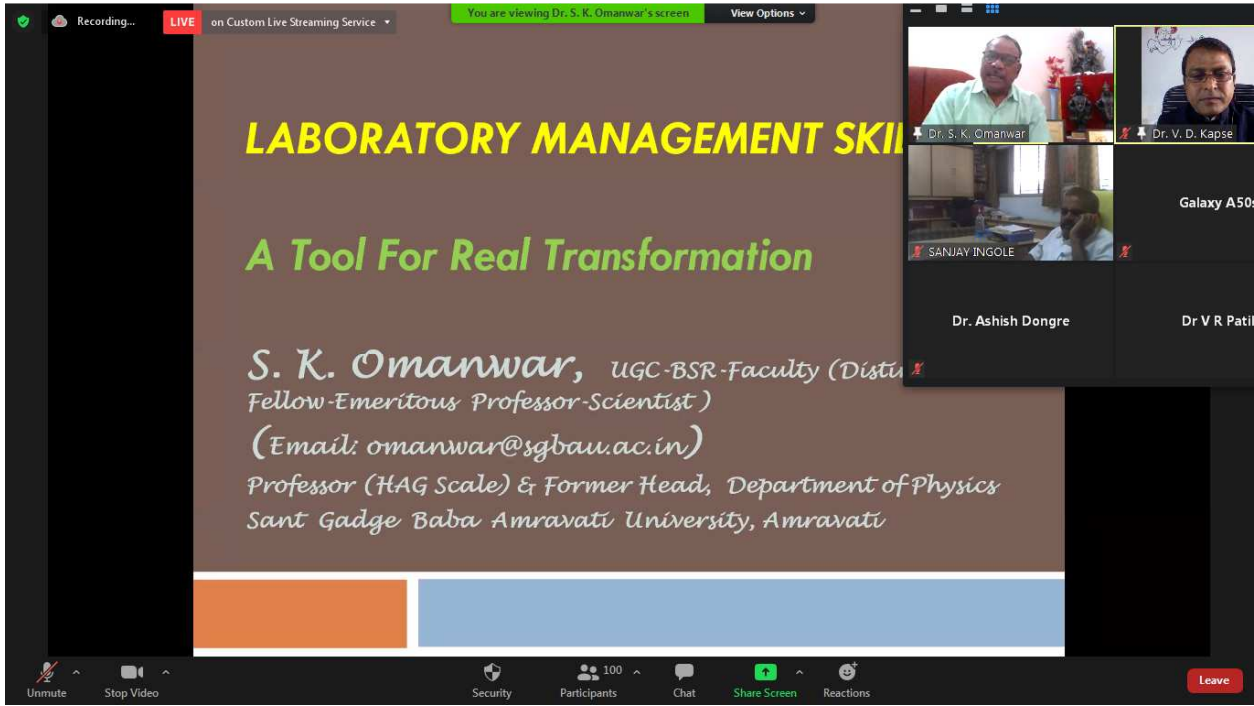 Recording...
LIVE on Custom Live Streaming Service
You are viewing Dr. S. K. Omanwar's screen
View Options
LABORATORY MANAGEMENT
A Tool For Real Transformation
S. K. Omanwar, UGC-BSR-Faculty
Fellow-Emeritous Professor-Scientist )
(Email: omanwar@sgbau.ac.in)
Professor (HAG Scale) & Former Head, Department of Physics
Sant Gadge Baba Amravati University, Amravati
Dr. S. K. Omanwar
Dr. V. D. Kapse
SANJAY INGOLE
Galaxy A50s
Dr. Ashish Dongre
Dr V R Patil
Unmute
Stop Video
Security
100
Participants
Chat
Share Screen
Reactions
Leave